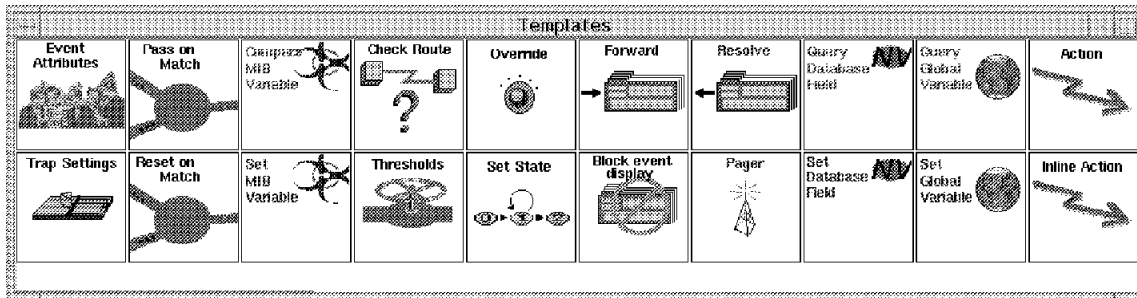 Templates
Event
Attributes
Pass on
Match
Compare
MIB
Variable
Check Route
Override
Forward
Resolve
Query
Database
Field
Query
Global
Variable
Action
Trap Settings
Reset on
Match
Set
MIB
Variable
Thresholds
Set State
Block event
display
Pager
Set
Database
Field
Set
Global
Variable
Inline Action